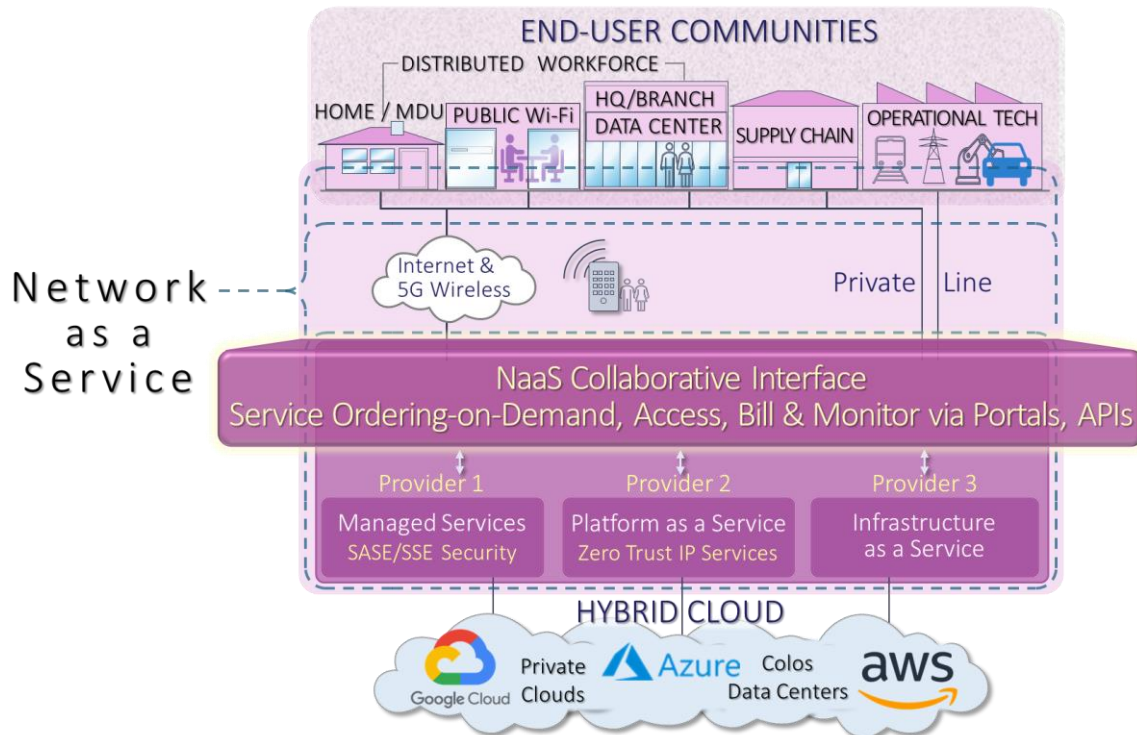 END-USER COMMUNITIES
DISTRIBUTED WORKFORCE
HOME / MDU
PUBLIC Wi-Fi
HQ/BRANCH
DATA CENTER
SUPPLY CHAIN
OPERATIONAL TECH
Internet &
5G Wireless
Private Line
Network
as a
Service
NaaS Collaborative Interface
Service Ordering-on-Demand, Access, Bill & Monitor via Portals, APIs
Provider 1
Managed Services
SASE/SSE Security
Provider 2
Platform as a Service
Zero Trust IP Services
Provider 3
Infrastructure
as a Service
HYBRID CLOUD
Google Cloud
Private
Clouds
Azure
Colos
Data Centers
aws